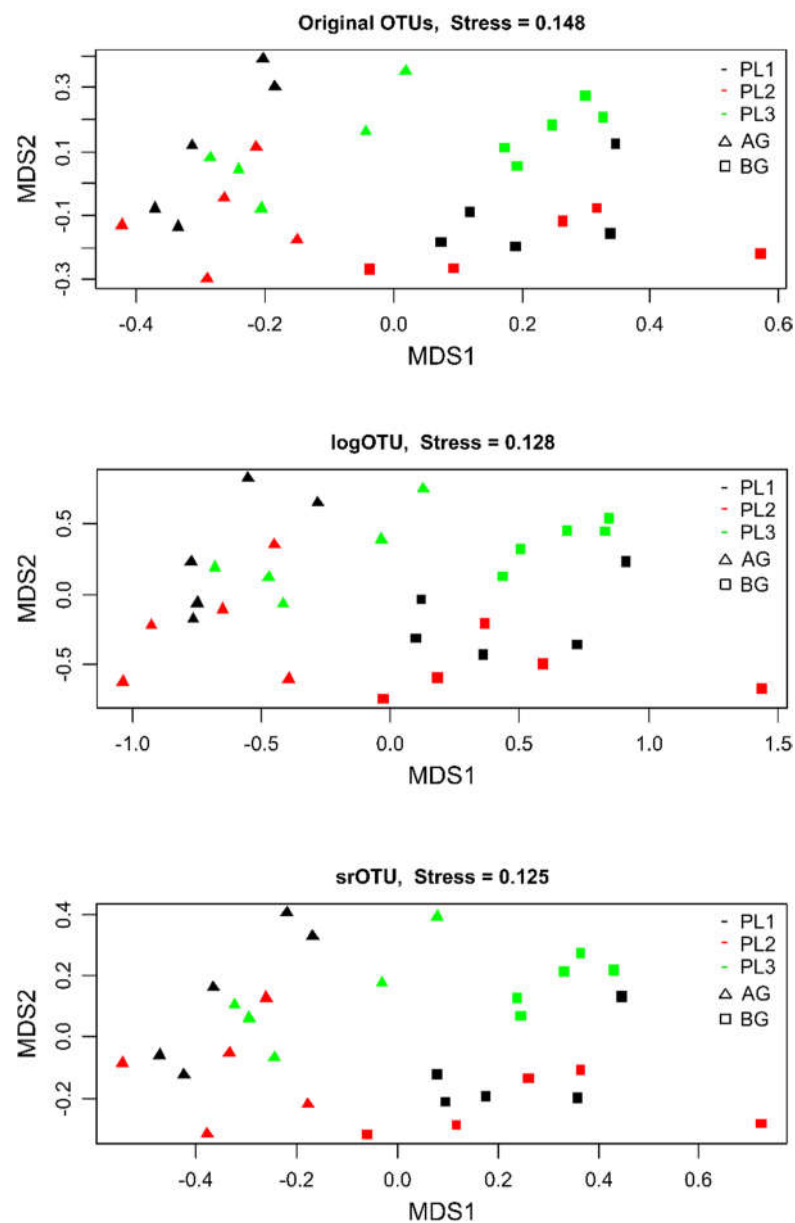 Original OTUs, Stress = 0.148
MDS2
0.3
0.1
-0.1
-0.3
PL1
PL2
PL3
AG
BG
-0.4
-0.2
0.0
0.2
0.4
0.6
MDS1
logOTU, Stress = 0.128
MDS2
0.5
0.0
-0.5
PL1
PL2
PL3
AG
BG
-1.0
-0.5
0.0
0.5
1.0
1.5
MDS1
srOTU, Stress = 0.125
MDS2
0.4
0.2
0.0
-0.2
PL1
PL2
PL3
AG
BG
-0.4
-0.2
0.0
0.2
0.4
0.6
MDS1